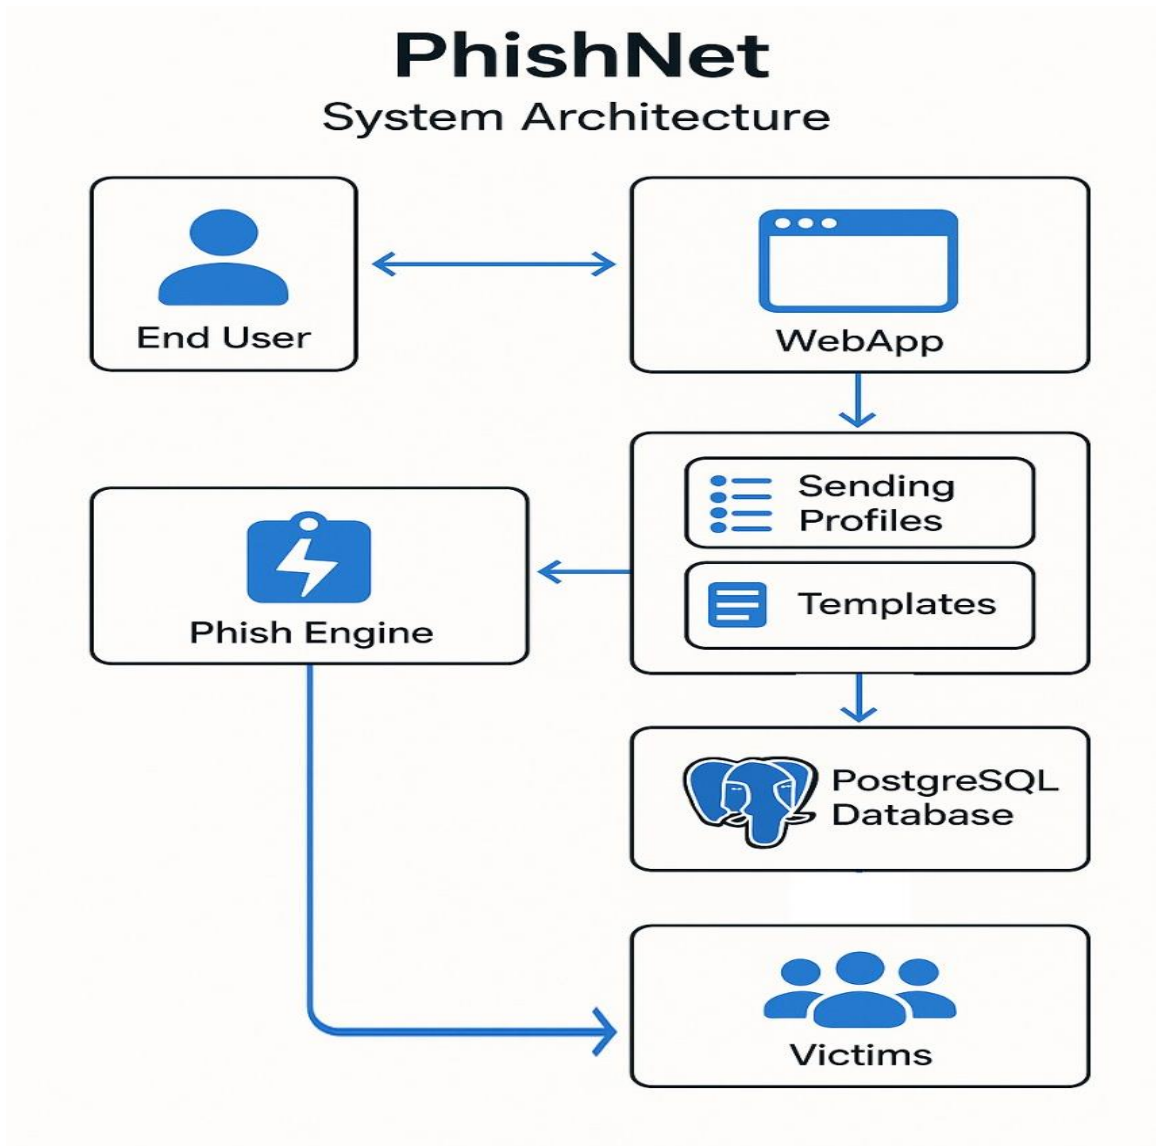 PhishNet
System Architecture
End User
WebApp
Sending
Profiles
Templates
Phish Engine
PostgreSQL
Database
Victims